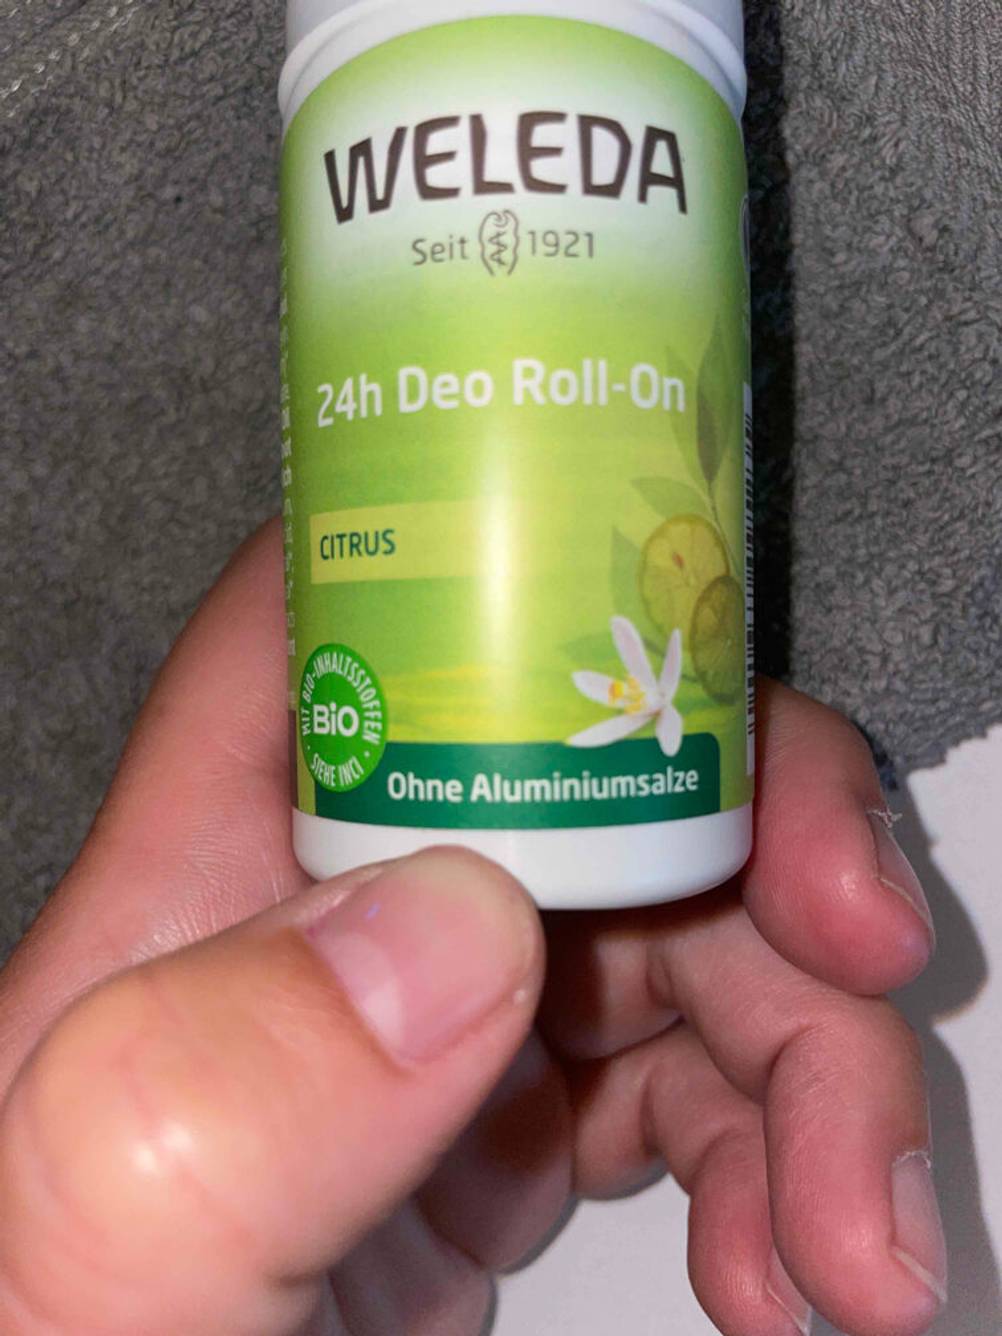 WELEDA
Seit 1921
24h Deo Roll-On
CITRUS
MIT BIO-INHALTSSTOFFEN
BiO
SIEHE INCI
Ohne Aluminiumsalze